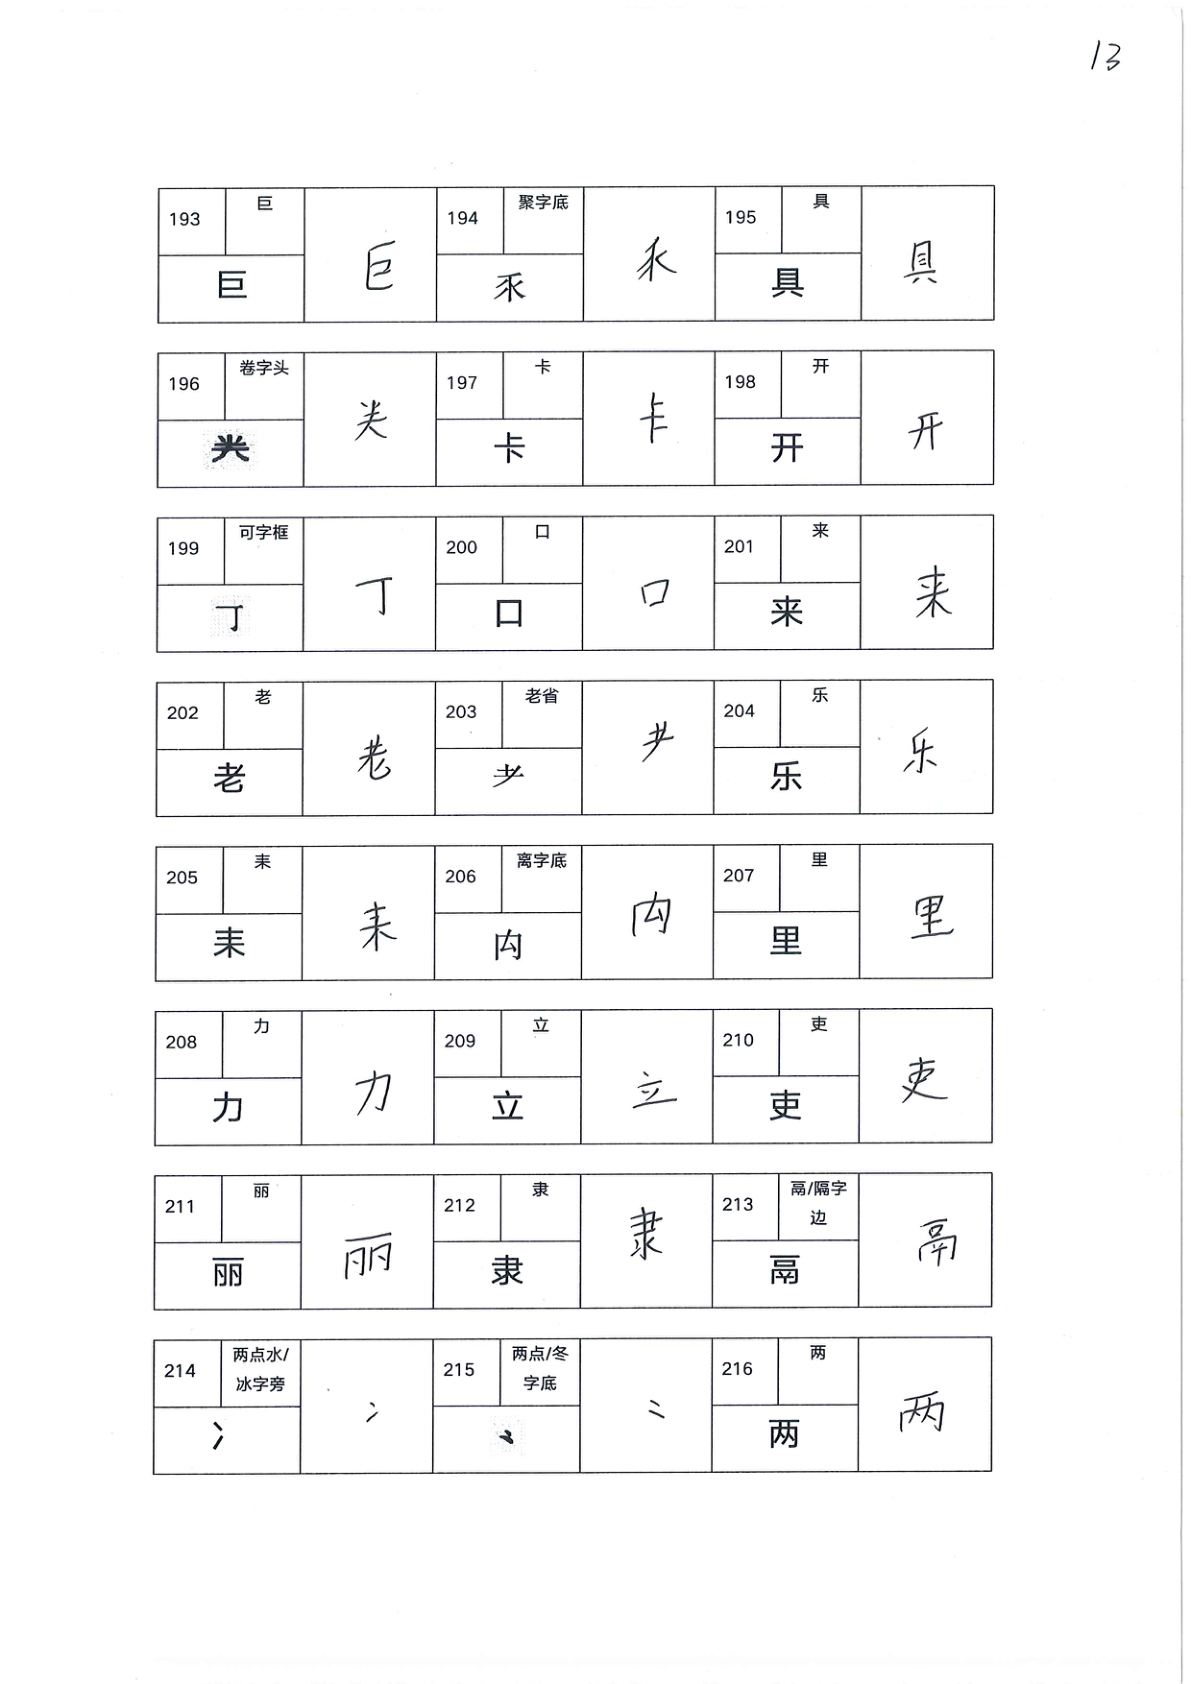 13
193 巨 194 聚字底 195 具
巨 巨 乑 乑 具 具
196 卷字头 197 卡 198 开
龹 龹 卡 卡 开 开
199 可字框 200 口 201 来
丁 丁 口 口 来 来
202 老 203 老省 204 乐
老 老 耂 耂 乐 乐
205 耒 206 离字底 207 里
耒 耒 禸 禸 里 里
208 力 209 立 210 吏
力 力 立 立 吏 吏
211 丽 212 隶 213 鬲/隔字
边
丽 丽 隶 隶 鬲 鬲
214 两点水/ 215 两点/冬 216 两
冰字旁 字底
冫 冫 ⺀ ⺀ 两 两